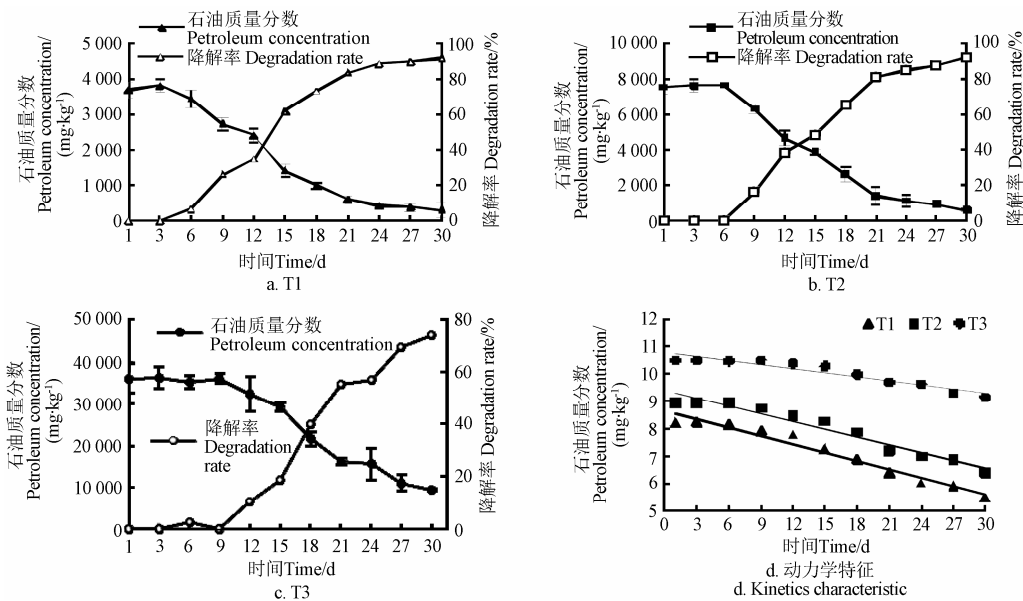 石油质量分数
Petroleum concentration
降解率 Degradation rate
石油质量分数
Petroleum concentration/
(mg·kg⁻¹)
5 000
4 000
3 000
2 000
1 000
0
100
80
60
40
20
0
降解率 Degradation rate/%
1 3 6 9 12 15 18 21 24 27 30
时间Time/d
a. T1
石油质量分数
Petroleum concentration
降解率 Degradation rate
石油质量分数
Petroleum concentration/
(mg·kg⁻¹)
10 000
8 000
6 000
4 000
2 000
0
100
80
60
40
20
0
降解率 Degradation rate/%
1 3 6 9 12 15 18 21 24 27 30
时间Time/d
b. T2
石油质量分数
Petroleum concentration
降解率
Degradation
rate
石油质量分数
Petroleum concentration/
(mg·kg⁻¹)
50 000
40 000
30 000
20 000
10 000
0
80
60
40
20
0
降解率 Degradation rate/%
1 3 6 9 12 15 18 21 24 27 30
时间Time/d
c. T3
T1 T2 T3
石油质量分数
Petroleum concentration/
(mg·kg⁻¹)
12
11
10
9
8
7
6
5
0 3 6 9 12 15 18 21 24 27 30
时间Time/d
d. 动力学特征
d. Kinetics characteristic